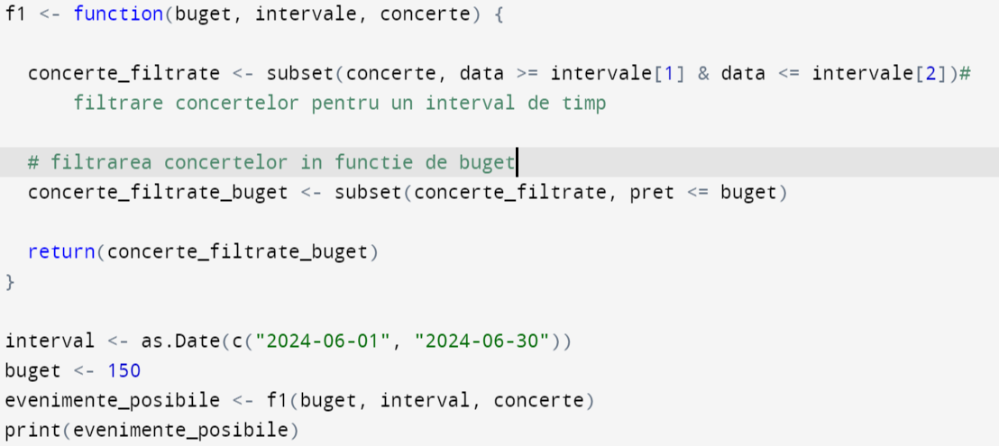 f1 <- function(buget, intervale, concerte) {
concerte_filtrate <- subset(concerte, data >= intervale[1] & data <= intervale[2])#
filtrare concertelor pentru un interval de timp
# filtrarea concertelor in functie de buget
concerte_filtrate_buget <- subset(concerte_filtrate, pret <= buget)
return(concerte_filtrate_buget)
}
interval <- as.Date(c("2024-06-01", "2024-06-30"))
buget <- 150
evenimente_posibile <- f1(buget, interval, concerte)
print(evenimente_posibile)